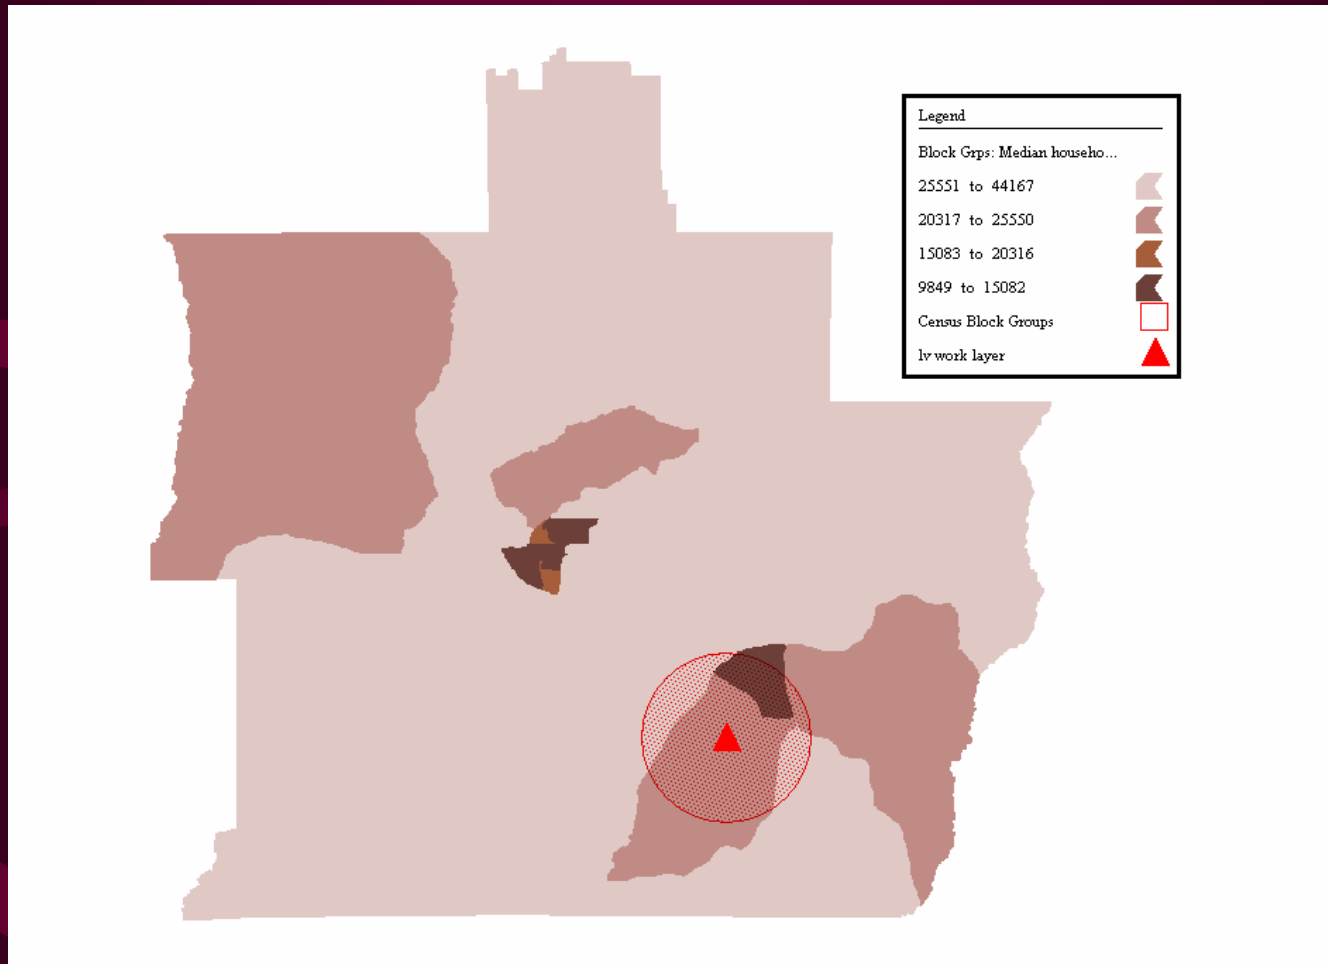 Legend
Block Grps: Median househo...
25551 to 44167
20317 to 25550
15083 to 20316
9849 to 15082
Census Block Groups
lv work layer